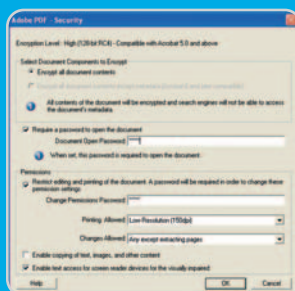 Adobe PDF - Security
Encryption Level: High (128-bit RC4) - Compatible with Acrobat 5.0 and above
Select Document Components to Encrypt
Encrypt all document contents
All contents of the document will be encrypted and search engines will not be able to access
the document's metadata.
Require a password to open the document
Document Open Password: ****
When set, this password is required to open the document.
Permissions
Restrict editing and printing of the document. A password will be required in order to change these
permission settings
Change Permissions Password: *****
Printing Allowed: Low Resolution (150dpi)
Changes Allowed: Any except extracting pages
Enable copying of text, images, and other content
Enable text access for screen reader devices for the visually impaired
Help OK Cancel